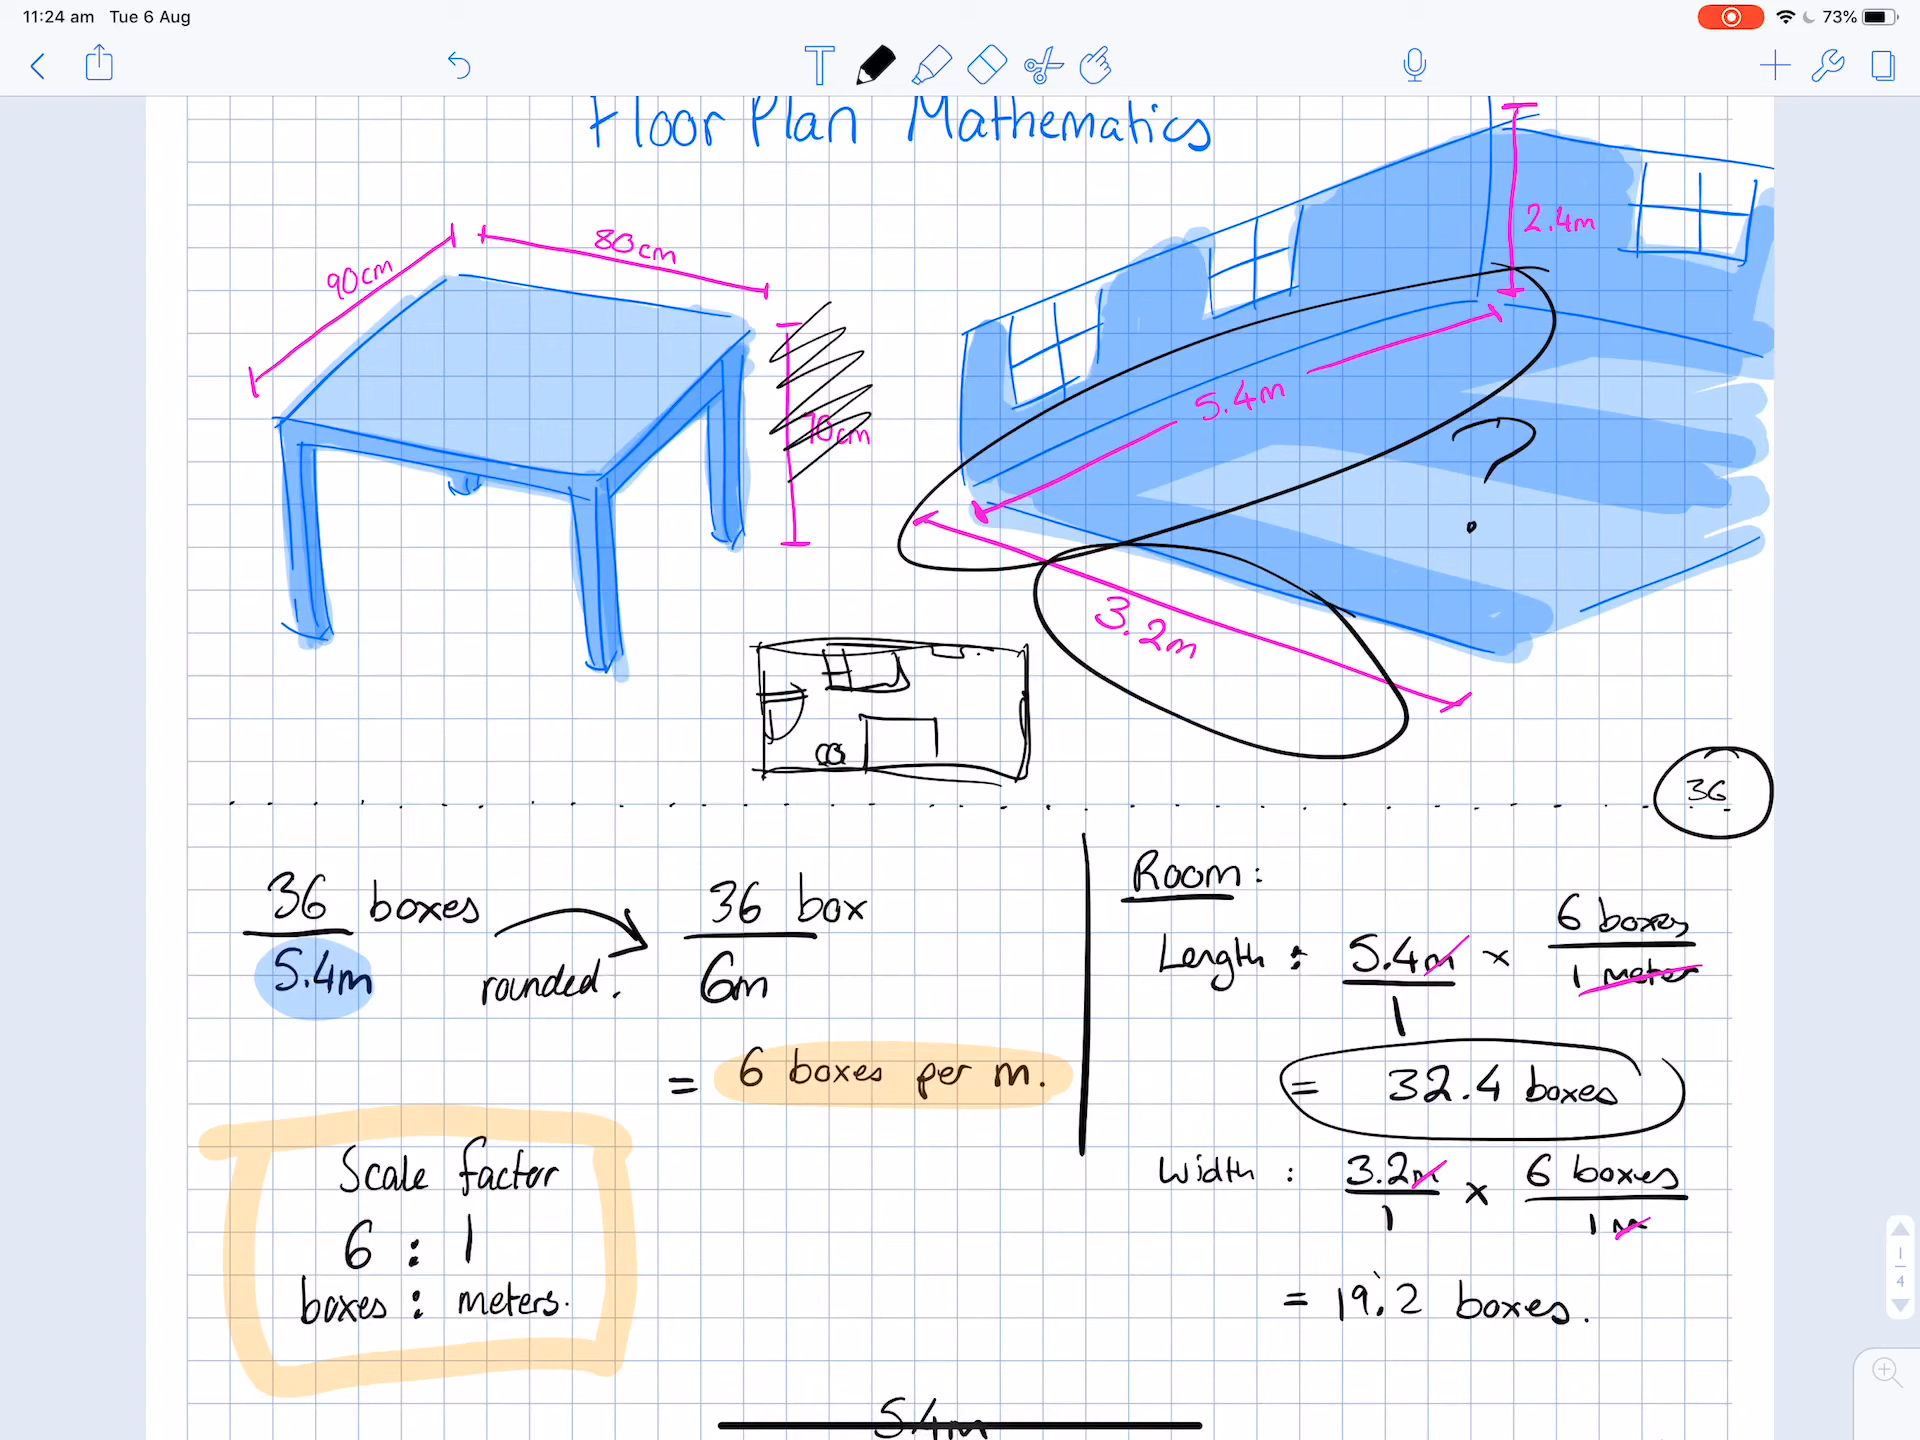 11:24 am Tue 6 Aug
73%
Floor Plan Mathematics
2.4m
80cm
90cm
5.4m
70cm
?
3.2m
36
36 boxes
5.4m
rounded.
36 box
6m
= 6 boxes per m.
Scale factor
6 : 1
boxes : meters.
Room:
Length : 5.4m × 6 boxes
1 1 meter
= 32.4 boxes
Width : 3.2m × 6 boxes
1 1m
= 19.2 boxes.
1
4
5.4m